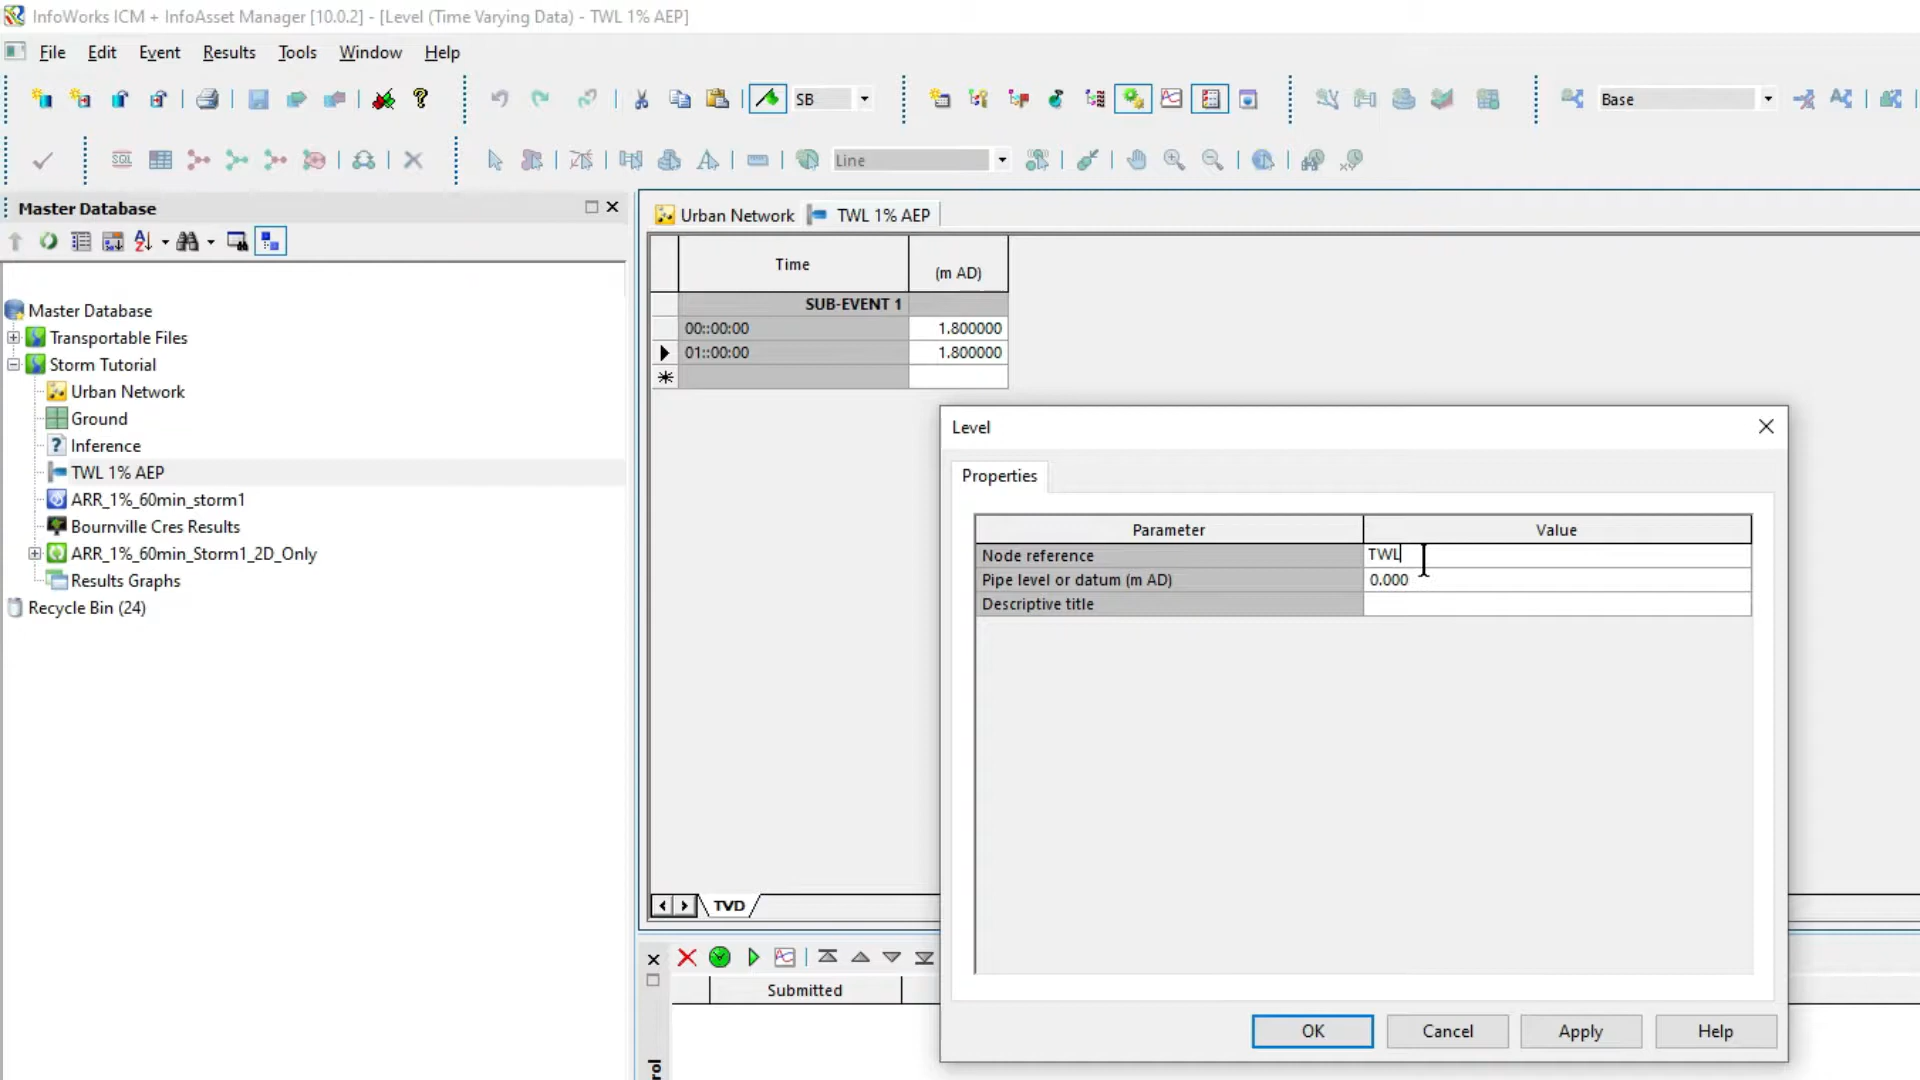 InfoWorks ICM + InfoAsset Manager [10.0.2] - [Level (Time Varying Data) - TWL 1% AEP]
File Edit Event Results Tools Window Help
SB
Base
SQL
Line
Master Database
Urban Network TWL 1% AEP
Time (m AD)
SUB-EVENT 1
00::00:00 1.800000
01::00:00 1.800000
Master Database
Transportable Files
Storm Tutorial
Urban Network
Ground
Inference
TWL 1% AEP
ARR_1%_60min_storm1
Bournville Cres Results
ARR_1%_60min_Storm1_2D_Only
Results Graphs
Recycle Bin (24)
Level
Properties
Parameter Value
Node reference TWL
Pipe level or datum (m AD) 0.000
Descriptive title
TVD
Submitted
rol
OK Cancel Apply Help